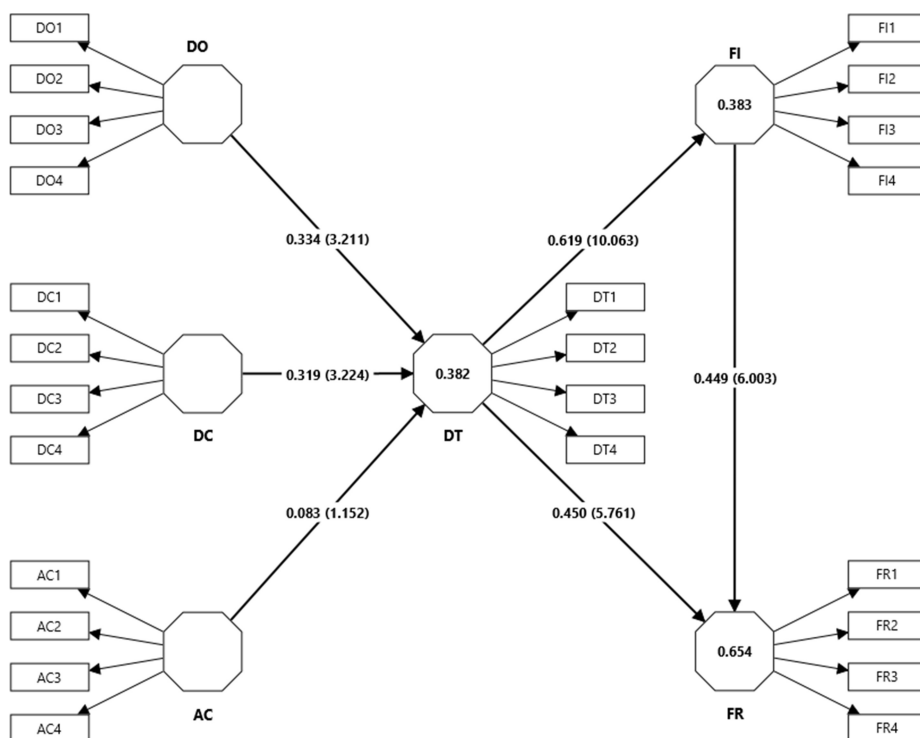 DO1
DO2
DO3
DO4
DO
FI
0.383
FI1
FI2
FI3
FI4
0.334 (3.211)
0.619 (10.063)
DC1
DC2
DC3
DC4
DC
0.319 (3.224)
0.382
DT
DT1
DT2
DT3
DT4
0.449 (6.003)
0.083 (1.152)
0.450 (5.761)
AC1
AC2
AC3
AC4
AC
0.654
FR
FR1
FR2
FR3
FR4